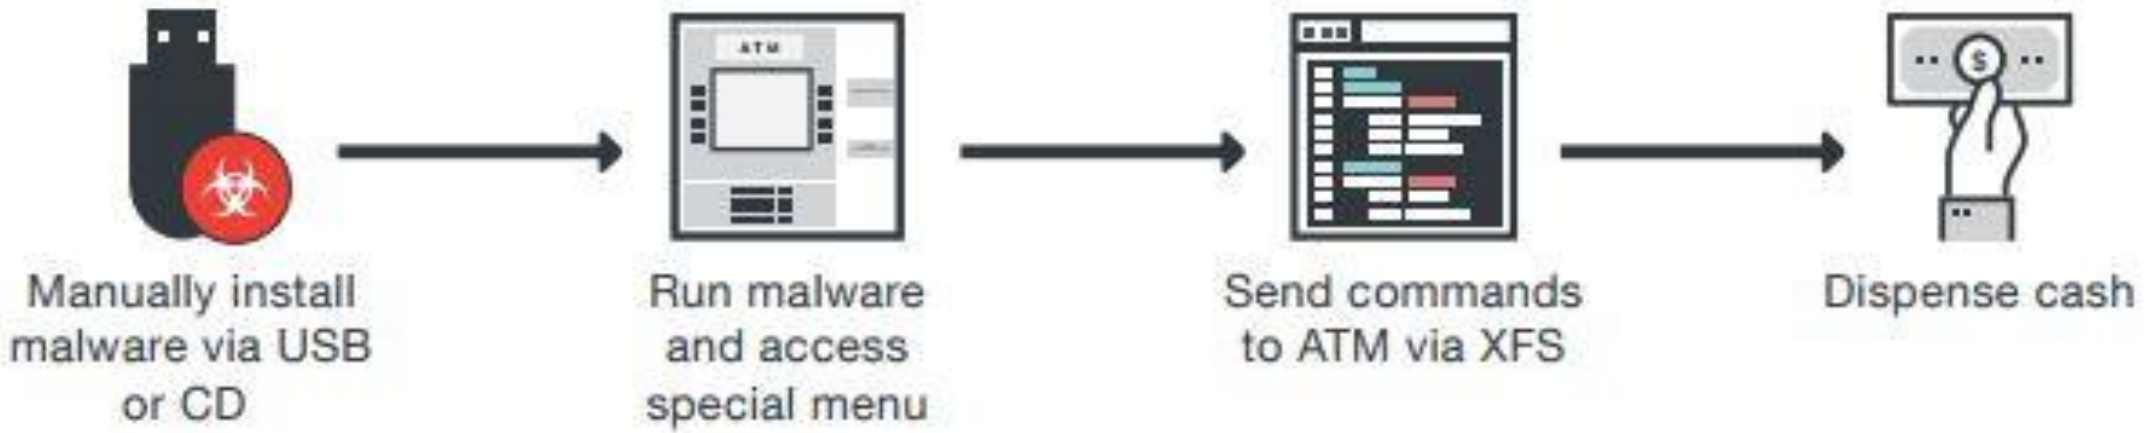 ATM
$
Manually install
malware via USB
or CD
Run malware
and access
special menu
Send commands
to ATM via XFS
Dispense cash